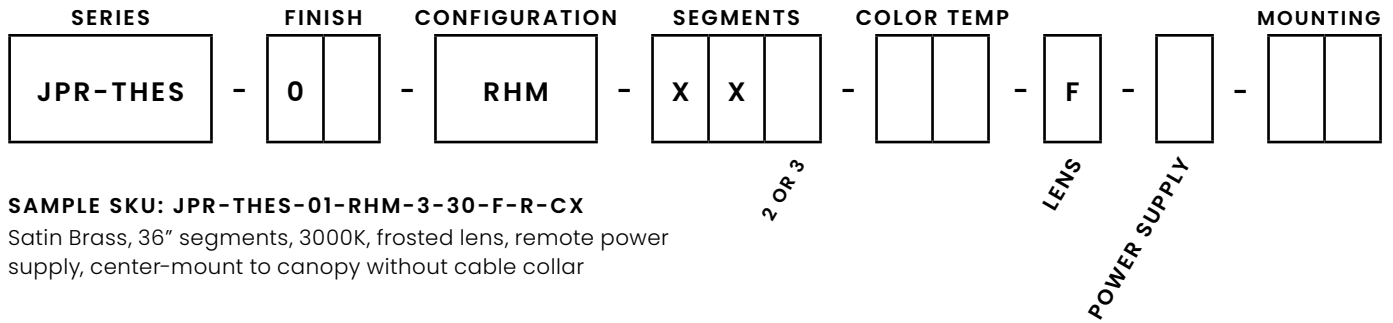 SERIES FINISH CONFIGURATION SEGMENTS COLOR TEMP MOUNTING
JPR-THES - 0 - RHM - X X - - F - -
2 OR 3
LENS
POWER SUPPLY
SAMPLE SKU: JPR-THES-01-RHM-3-30-F-R-CX
Satin Brass, 36” segments, 3000K, frosted lens, remote power
supply, center-mount to canopy without cable collar